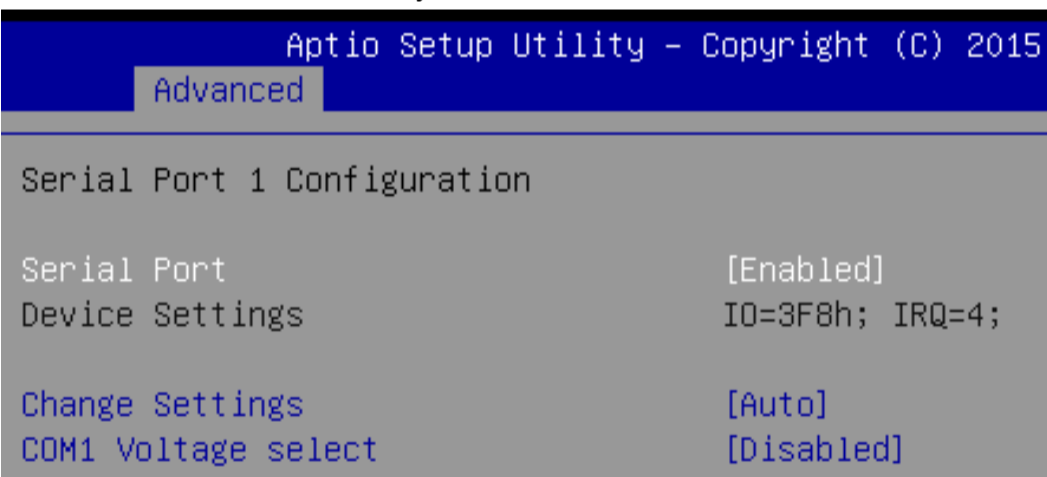 Aptio Setup Utility – Copyright (C) 2015
Advanced
Serial Port 1 Configuration
Serial Port [Enabled]
Device Settings IO=3F8h; IRQ=4;
Change Settings [Auto]
COM1 Voltage select [Disabled]